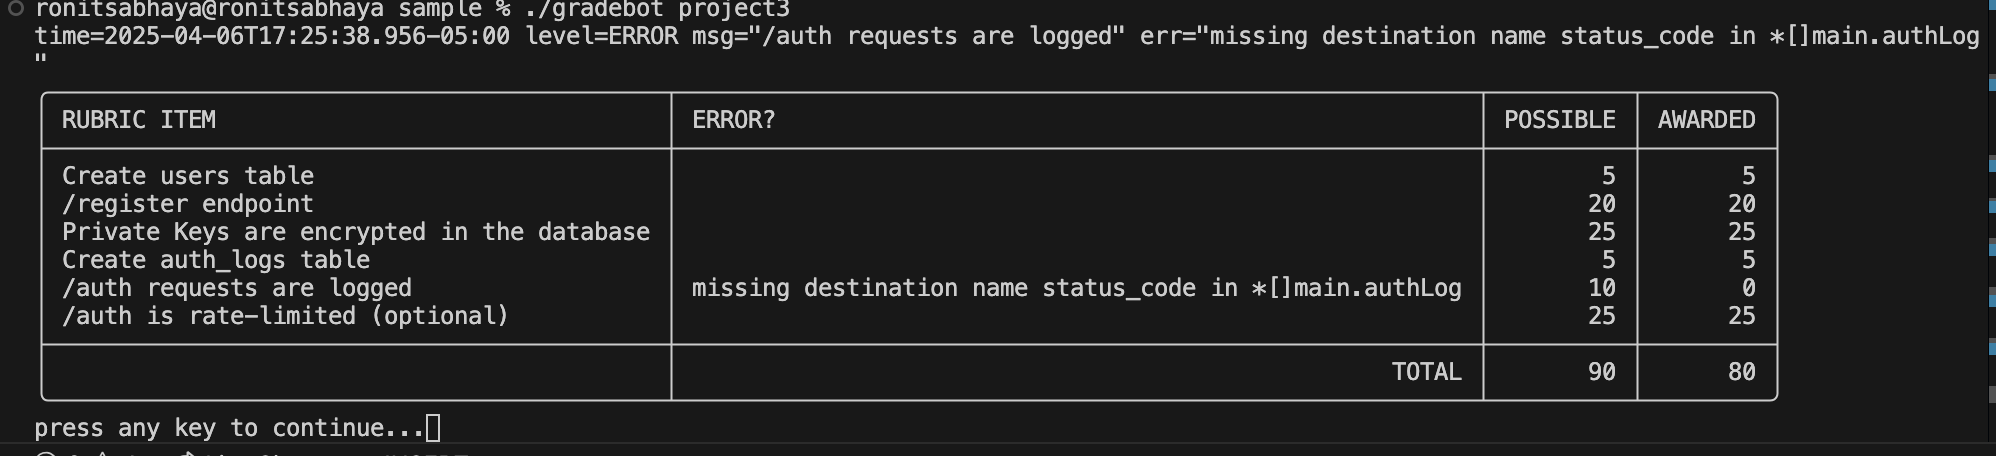 ronitsabhaya@ronitsabhaya sample % ./gradebot project3
time=2025-04-06T17:25:38.956-05:00 level=ERROR msg="/auth requests are logged" err="missing destination name status_code in *[]main.authLog
"
RUBRIC ITEM ERROR? POSSIBLE AWARDED
Create users table 5 5
/register endpoint 20 20
Private Keys are encrypted in the database 25 25
Create auth_logs table 5 5
/auth requests are logged missing destination name status_code in *[]main.authLog 10 0
/auth is rate-limited (optional) 25 25
TOTAL 90 80
press any key to continue...